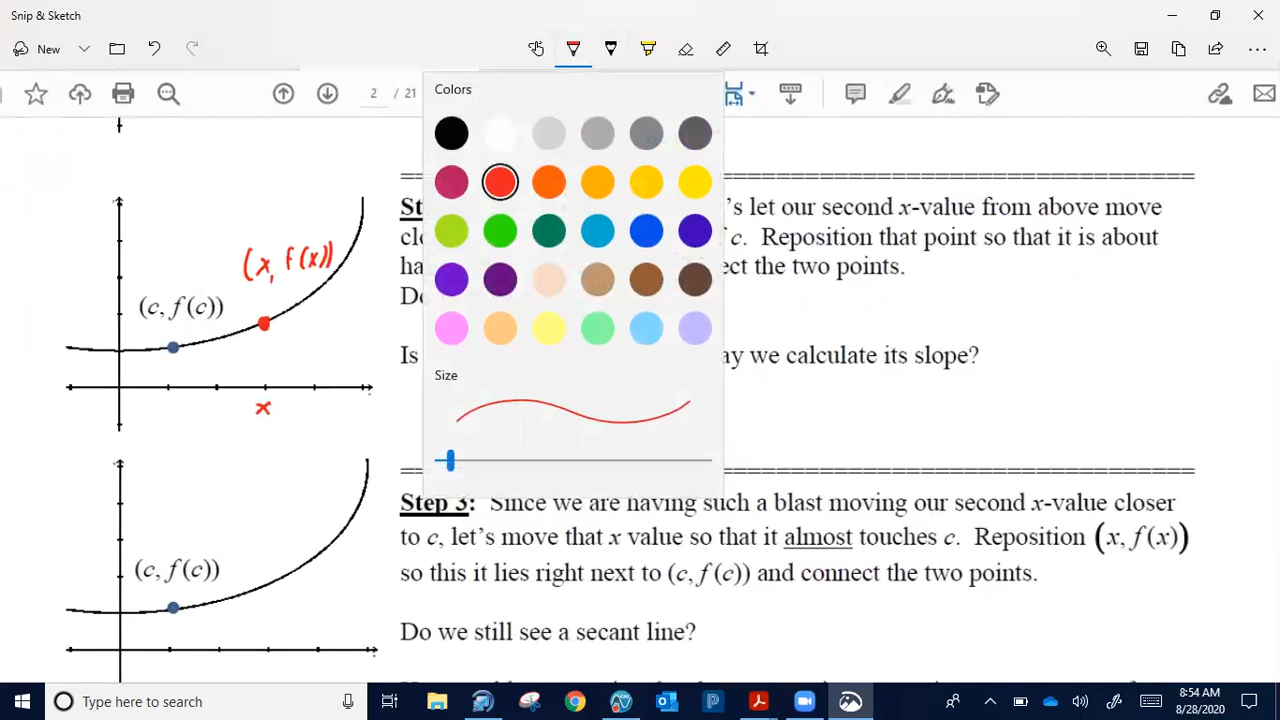 Snip & Sketch
New
2 / 21
Colors
Size
St
's let our second x-value from above move
clo
f c. Reposition that point so that it is about
ha
ect the two points.
Do
Is
ay we calculate its slope?
(x, f(x))
(c, f(c))
x
Step 3: Since we are having such a blast moving our second x-value closer
to c, let's move that x value so that it almost touches c. Reposition (x, f(x))
so this it lies right next to (c, f(c)) and connect the two points.
Do we still see a secant line?
(c, f(c))
Type here to search
8:54 AM
8/28/2020